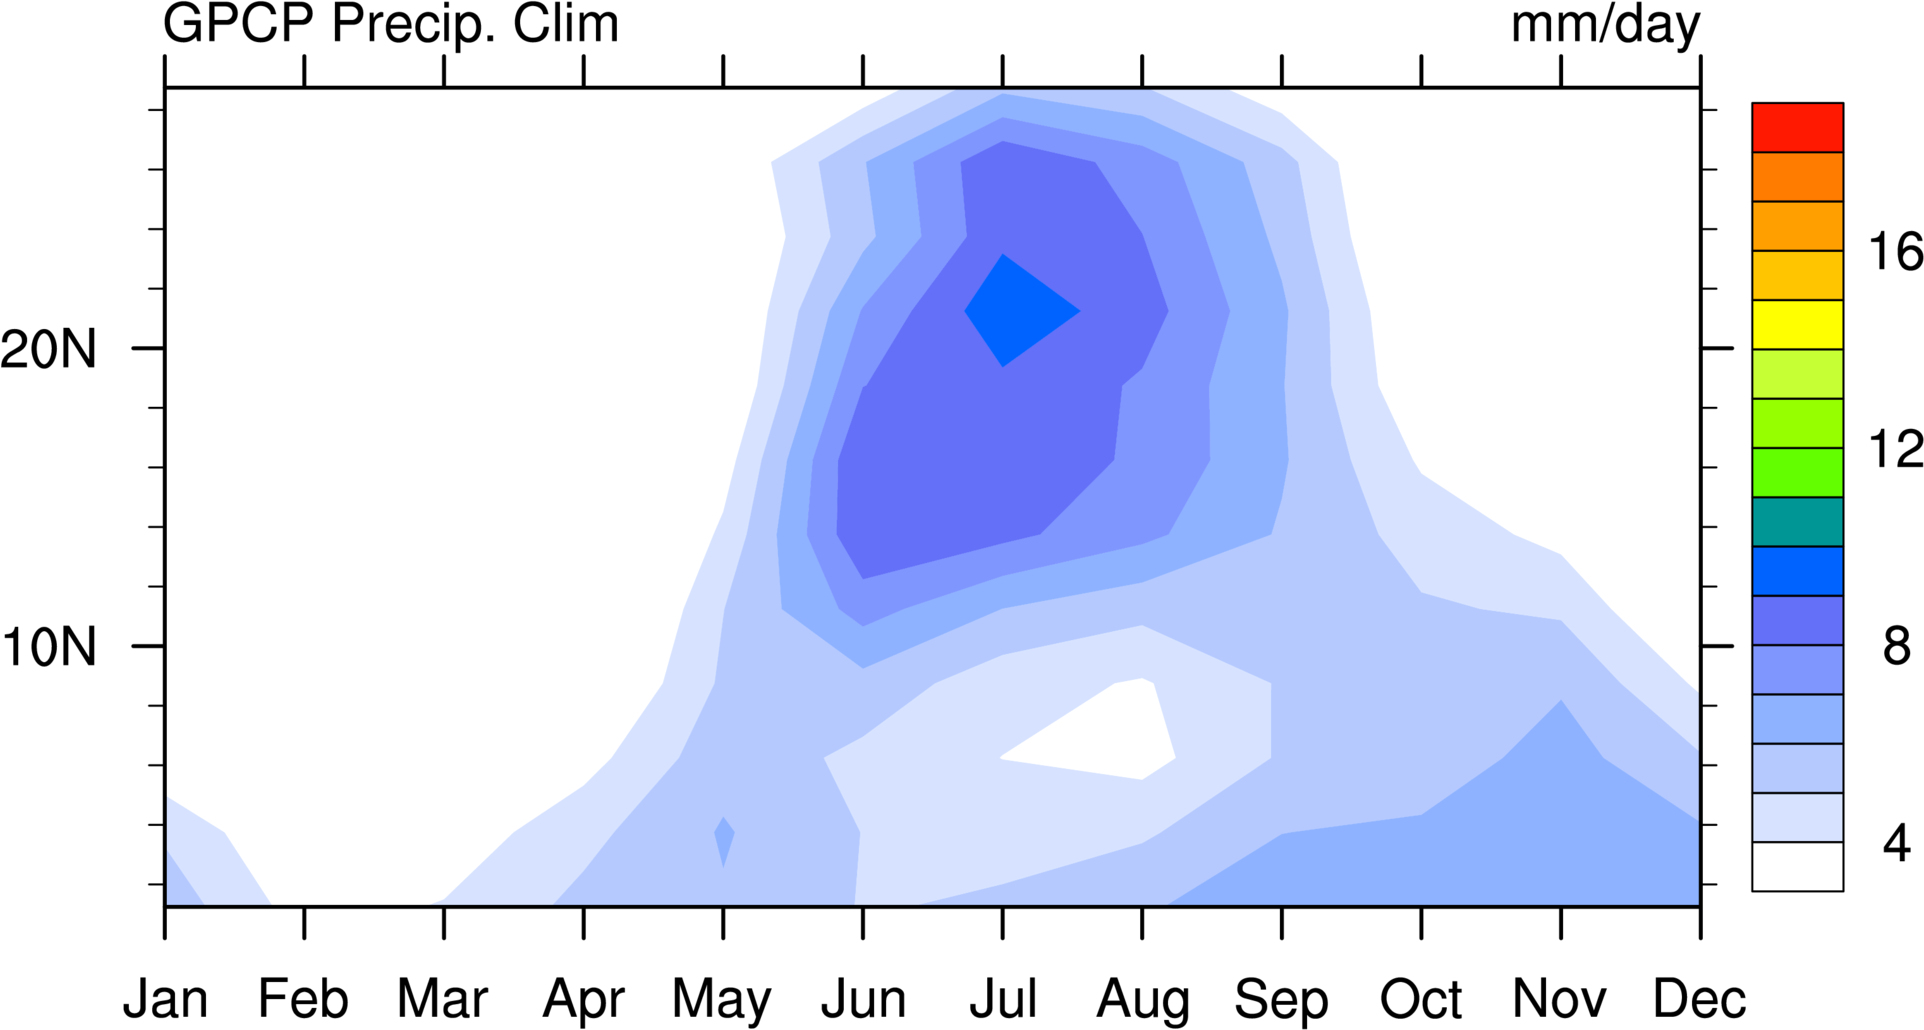 GPCP Precip. Clim
mm/day
20N
10N
16
12
8
4
Jan Feb Mar Apr May Jun Jul Aug Sep Oct Nov Dec